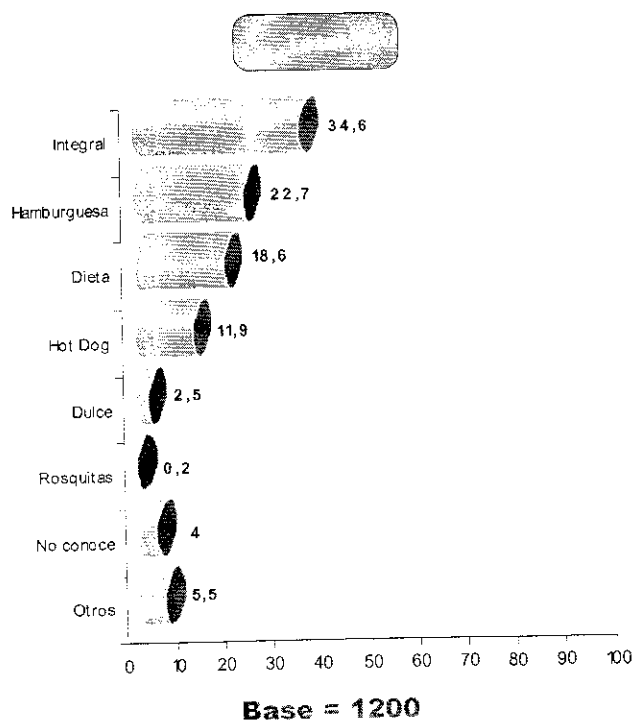 Integral 34,6
Hamburguesa 22,7
Dieta 18,6
Hot Dog 11,9
Dulce 2,5
Rosquitas 0,2
No conoce 4
Otros 5,5
0 10 20 30 40 50 60 70 80 90 100
Base = 1200